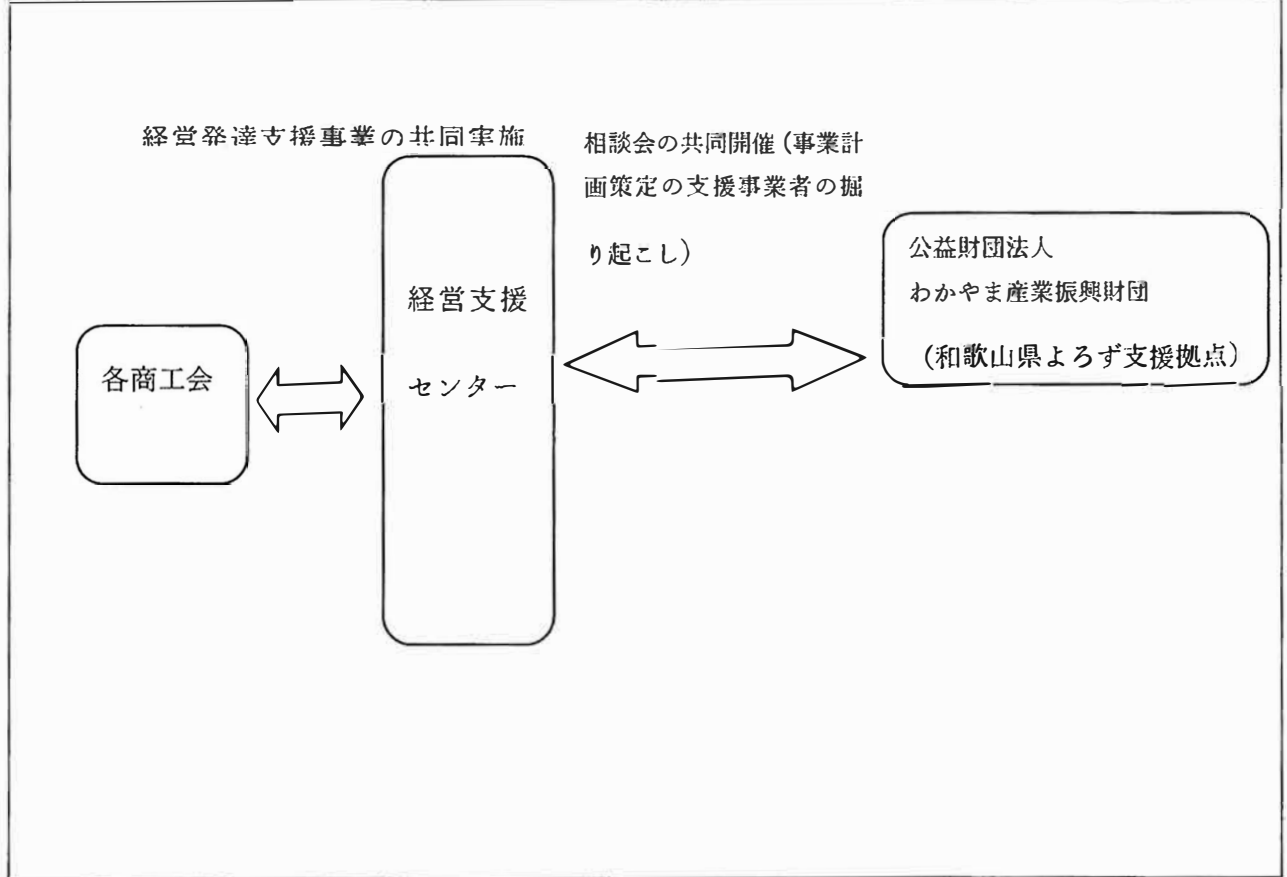 経営発達支援事業の共同実施
相談会の共同開催(事業計
画策定の支援事業者の掘
り起こし)
公益財団法人
わかやま産業振興財団
(和歌山県よろず支援拠点)
経営支援
センター
各商工会